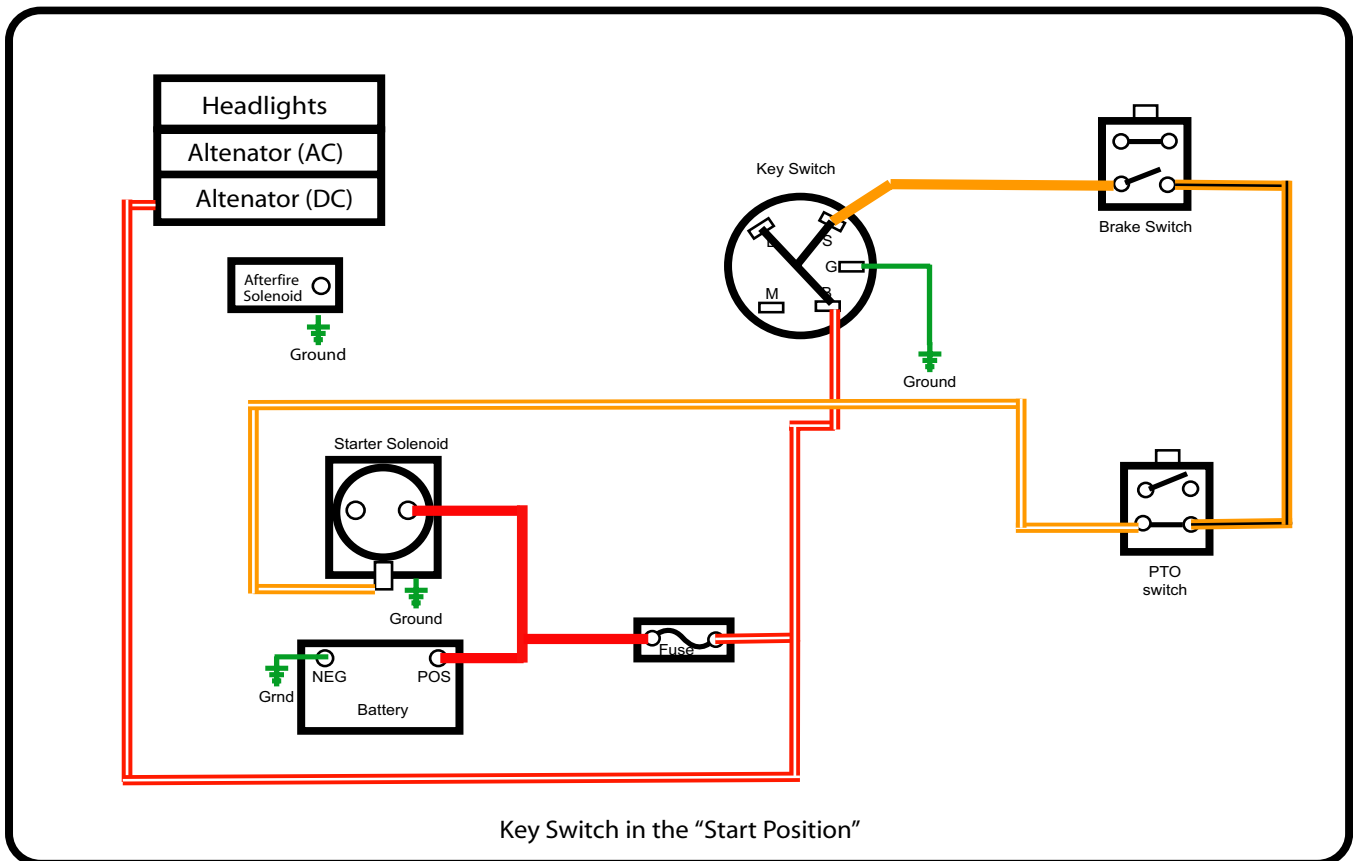 Headlights
Altenator (AC)
Altenator (DC)
Afterfire
Solenoid
Ground
Key Switch
L
S
G
M
B
Ground
Brake Switch
Starter Solenoid
Ground
NEG
POS
Grnd
Battery
Fuse
PTO
switch
Key Switch in the “Start Position”